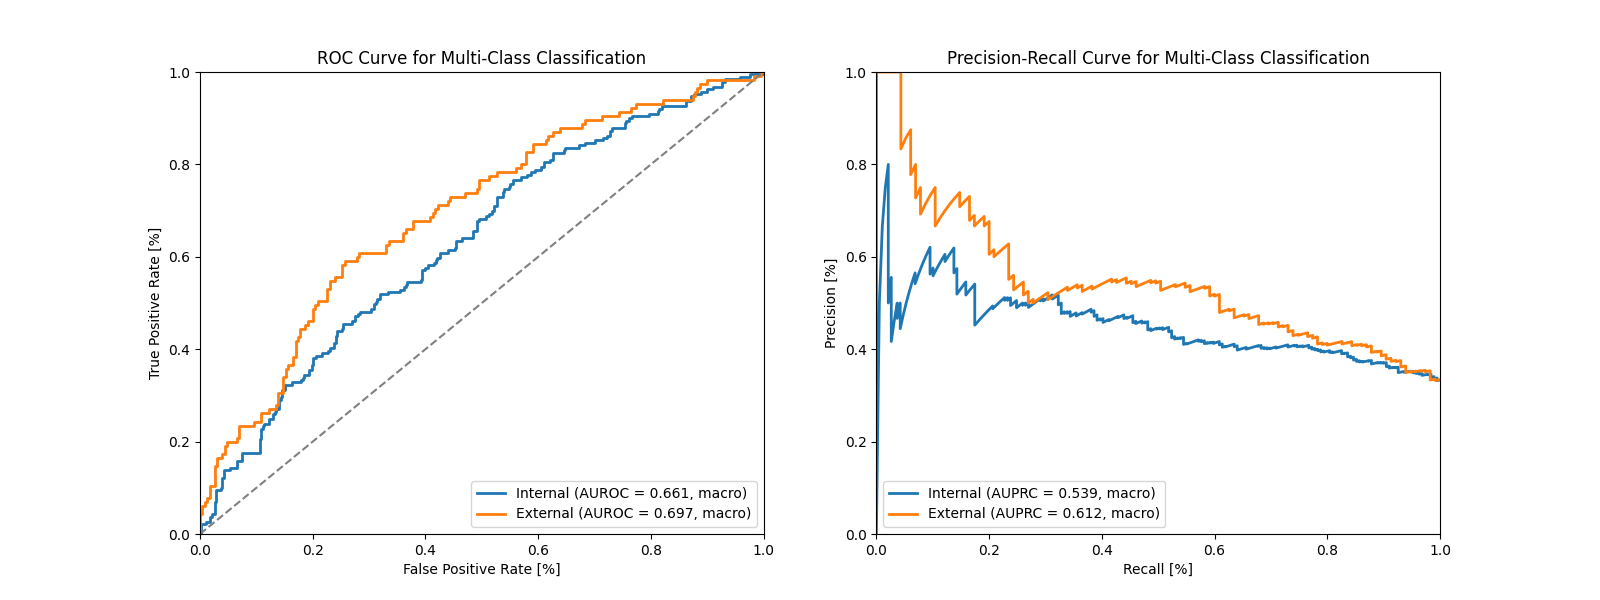 ROC Curve for Multi-Class Classification
1.0
0.8
0.6
0.4
0.2
0.0
True Positive Rate [%]
Internal (AUROC = 0.661, macro)
External (AUROC = 0.697, macro)
0.0 0.2 0.4 0.6 0.8 1.0
False Positive Rate [%]
Precision-Recall Curve for Multi-Class Classification
1.0
0.8
0.6
0.4
0.2
0.0
Precision [%]
Internal (AUPRC = 0.539, macro)
External (AUPRC = 0.612, macro)
0.0 0.2 0.4 0.6 0.8 1.0
Recall [%]